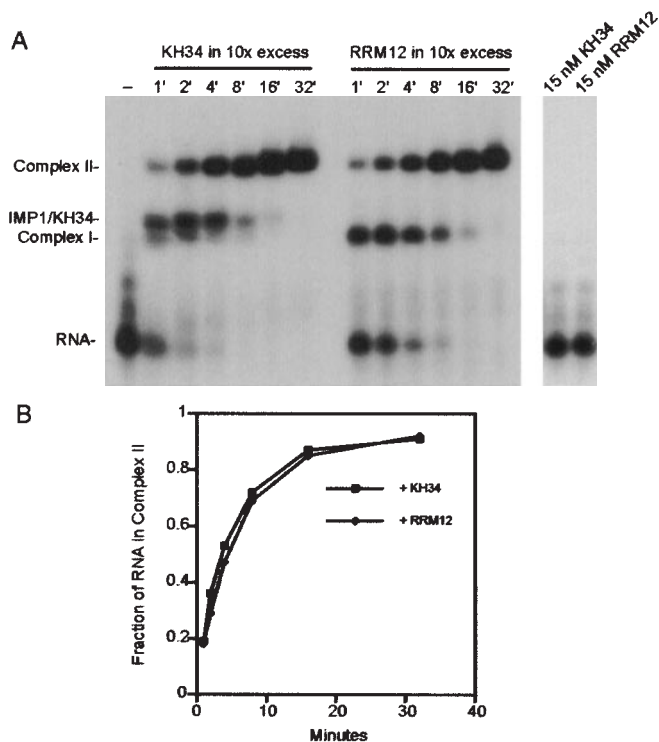 A
KH34 in 10x excess
RRM12 in 10x excess
15 nM KH34
15 nM RRM12
– 1' 2' 4' 8' 16' 32' 1' 2' 4' 8' 16' 32'
Complex II-
IMP1/KH34-
Complex I-
RNA-
B
1
0.8
0.6
0.4
0.2
0
Fraction of RNA in Complex II
+ KH34
+ RRM12
0 10 20 30 40
Minutes